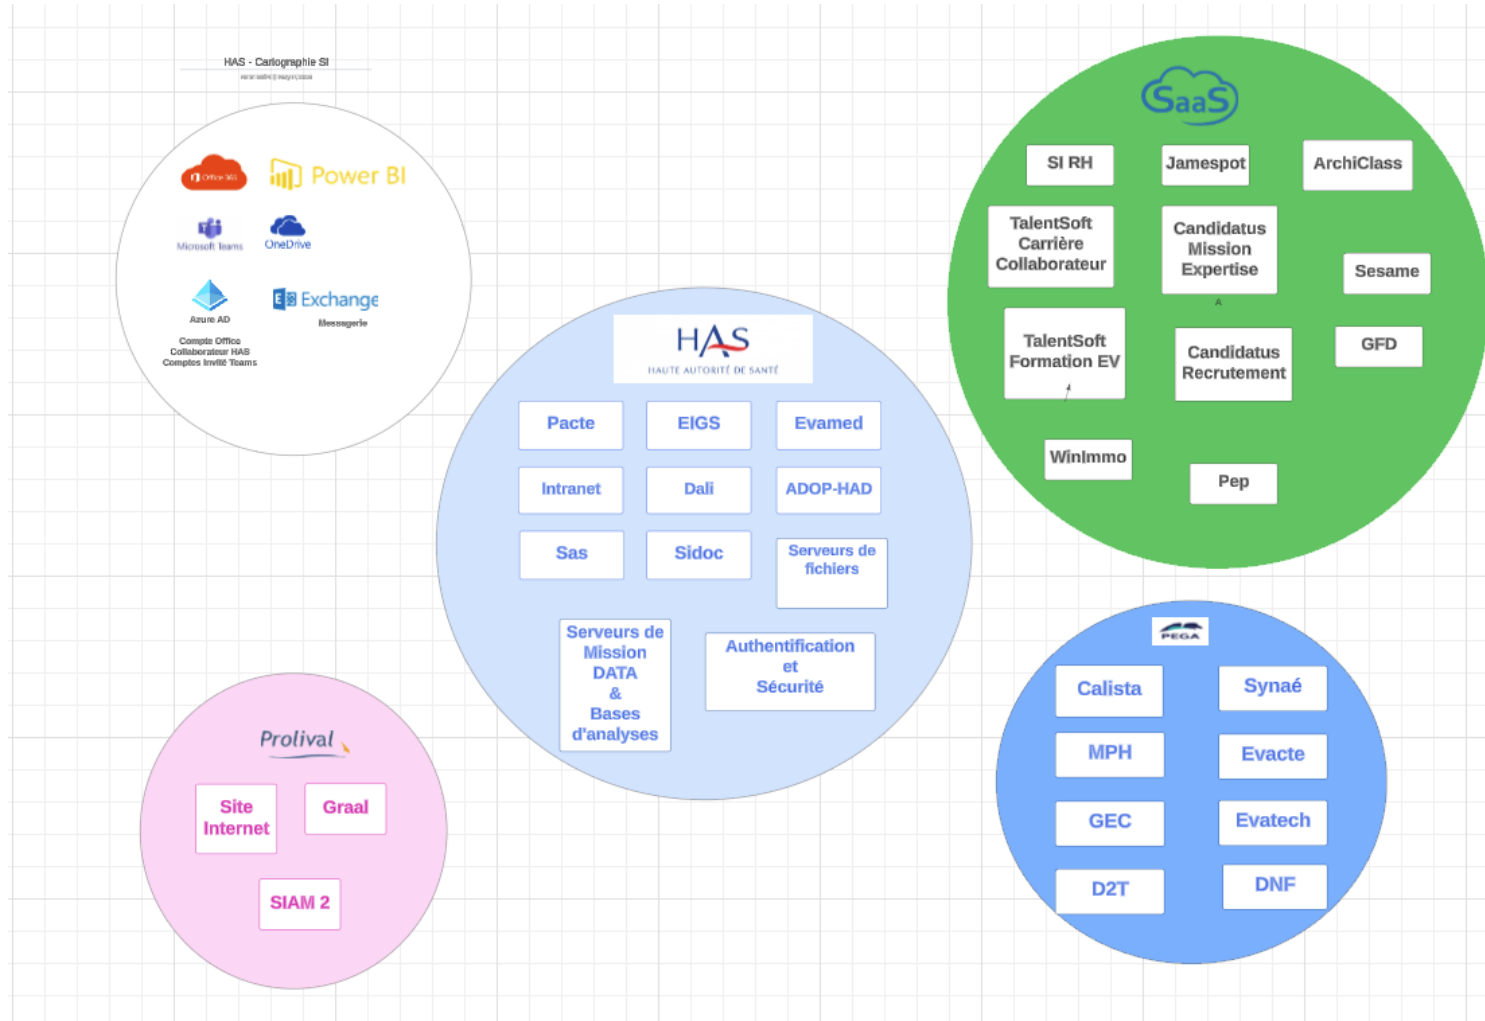 HAS - Cartographie SI
Office 365
Power BI
Microsoft Teams
OneDrive
Azure AD
Exchange
Messagerie
Compte Office
Collaborateur HAS
Comptes Invité Teams
HAS
HAUTE AUTORITÉ DE SANTÉ
Pacte
EIGS
Evamed
Intranet
Dali
ADOP-HAD
Sas
Sidoc
Serveurs de
fichiers
Serveurs de
Mission
DATA
&
Bases
d'analyses
Authentification
et
Sécurité
SaaS
SI RH
Jamespot
ArchiClass
TalentSoft
Carrière
Collaborateur
Candidatus
Mission
Expertise
Sesame
A
TalentSoft
Formation EV
Candidatus
Recrutement
GFD
WinImmo
Pep
Prolival
Site
Internet
Graal
SIAM 2
PEGA
Calista
Synaé
MPH
Evacte
GEC
Evatech
D2T
DNF